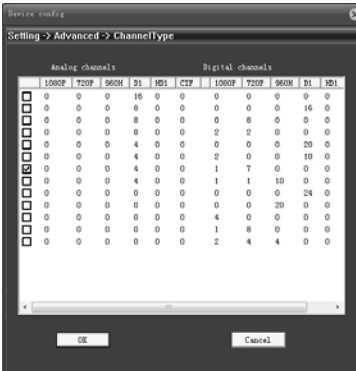 Device config
Setting -> Advanced -> ChannelType
Analog channels Digital channels
1080P 720P 960H D1 HD1 CIF 1080P 720P 960H D1 HD1
0 0 0 16 0 0 0 0 0 0 0
0 0 0 8 0 0 0 0 0 16 0
0 0 0 8 0 0 0 8 0 0 0
0 0 0 8 0 0 2 2 0 0 0
0 0 0 4 0 0 0 0 0 20 0
0 0 0 4 0 0 2 0 0 10 0
0 0 0 4 0 0 1 7 0 0 0
0 0 0 4 0 0 1 1 10 0 0
0 0 0 0 0 0 0 0 0 24 0
0 0 0 0 0 0 0 0 20 0 0
0 0 0 0 0 0 4 0 0 0 0
0 0 0 0 0 0 1 8 0 0 0
0 0 0 0 0 0 2 4 4 0 0
OK Cancel